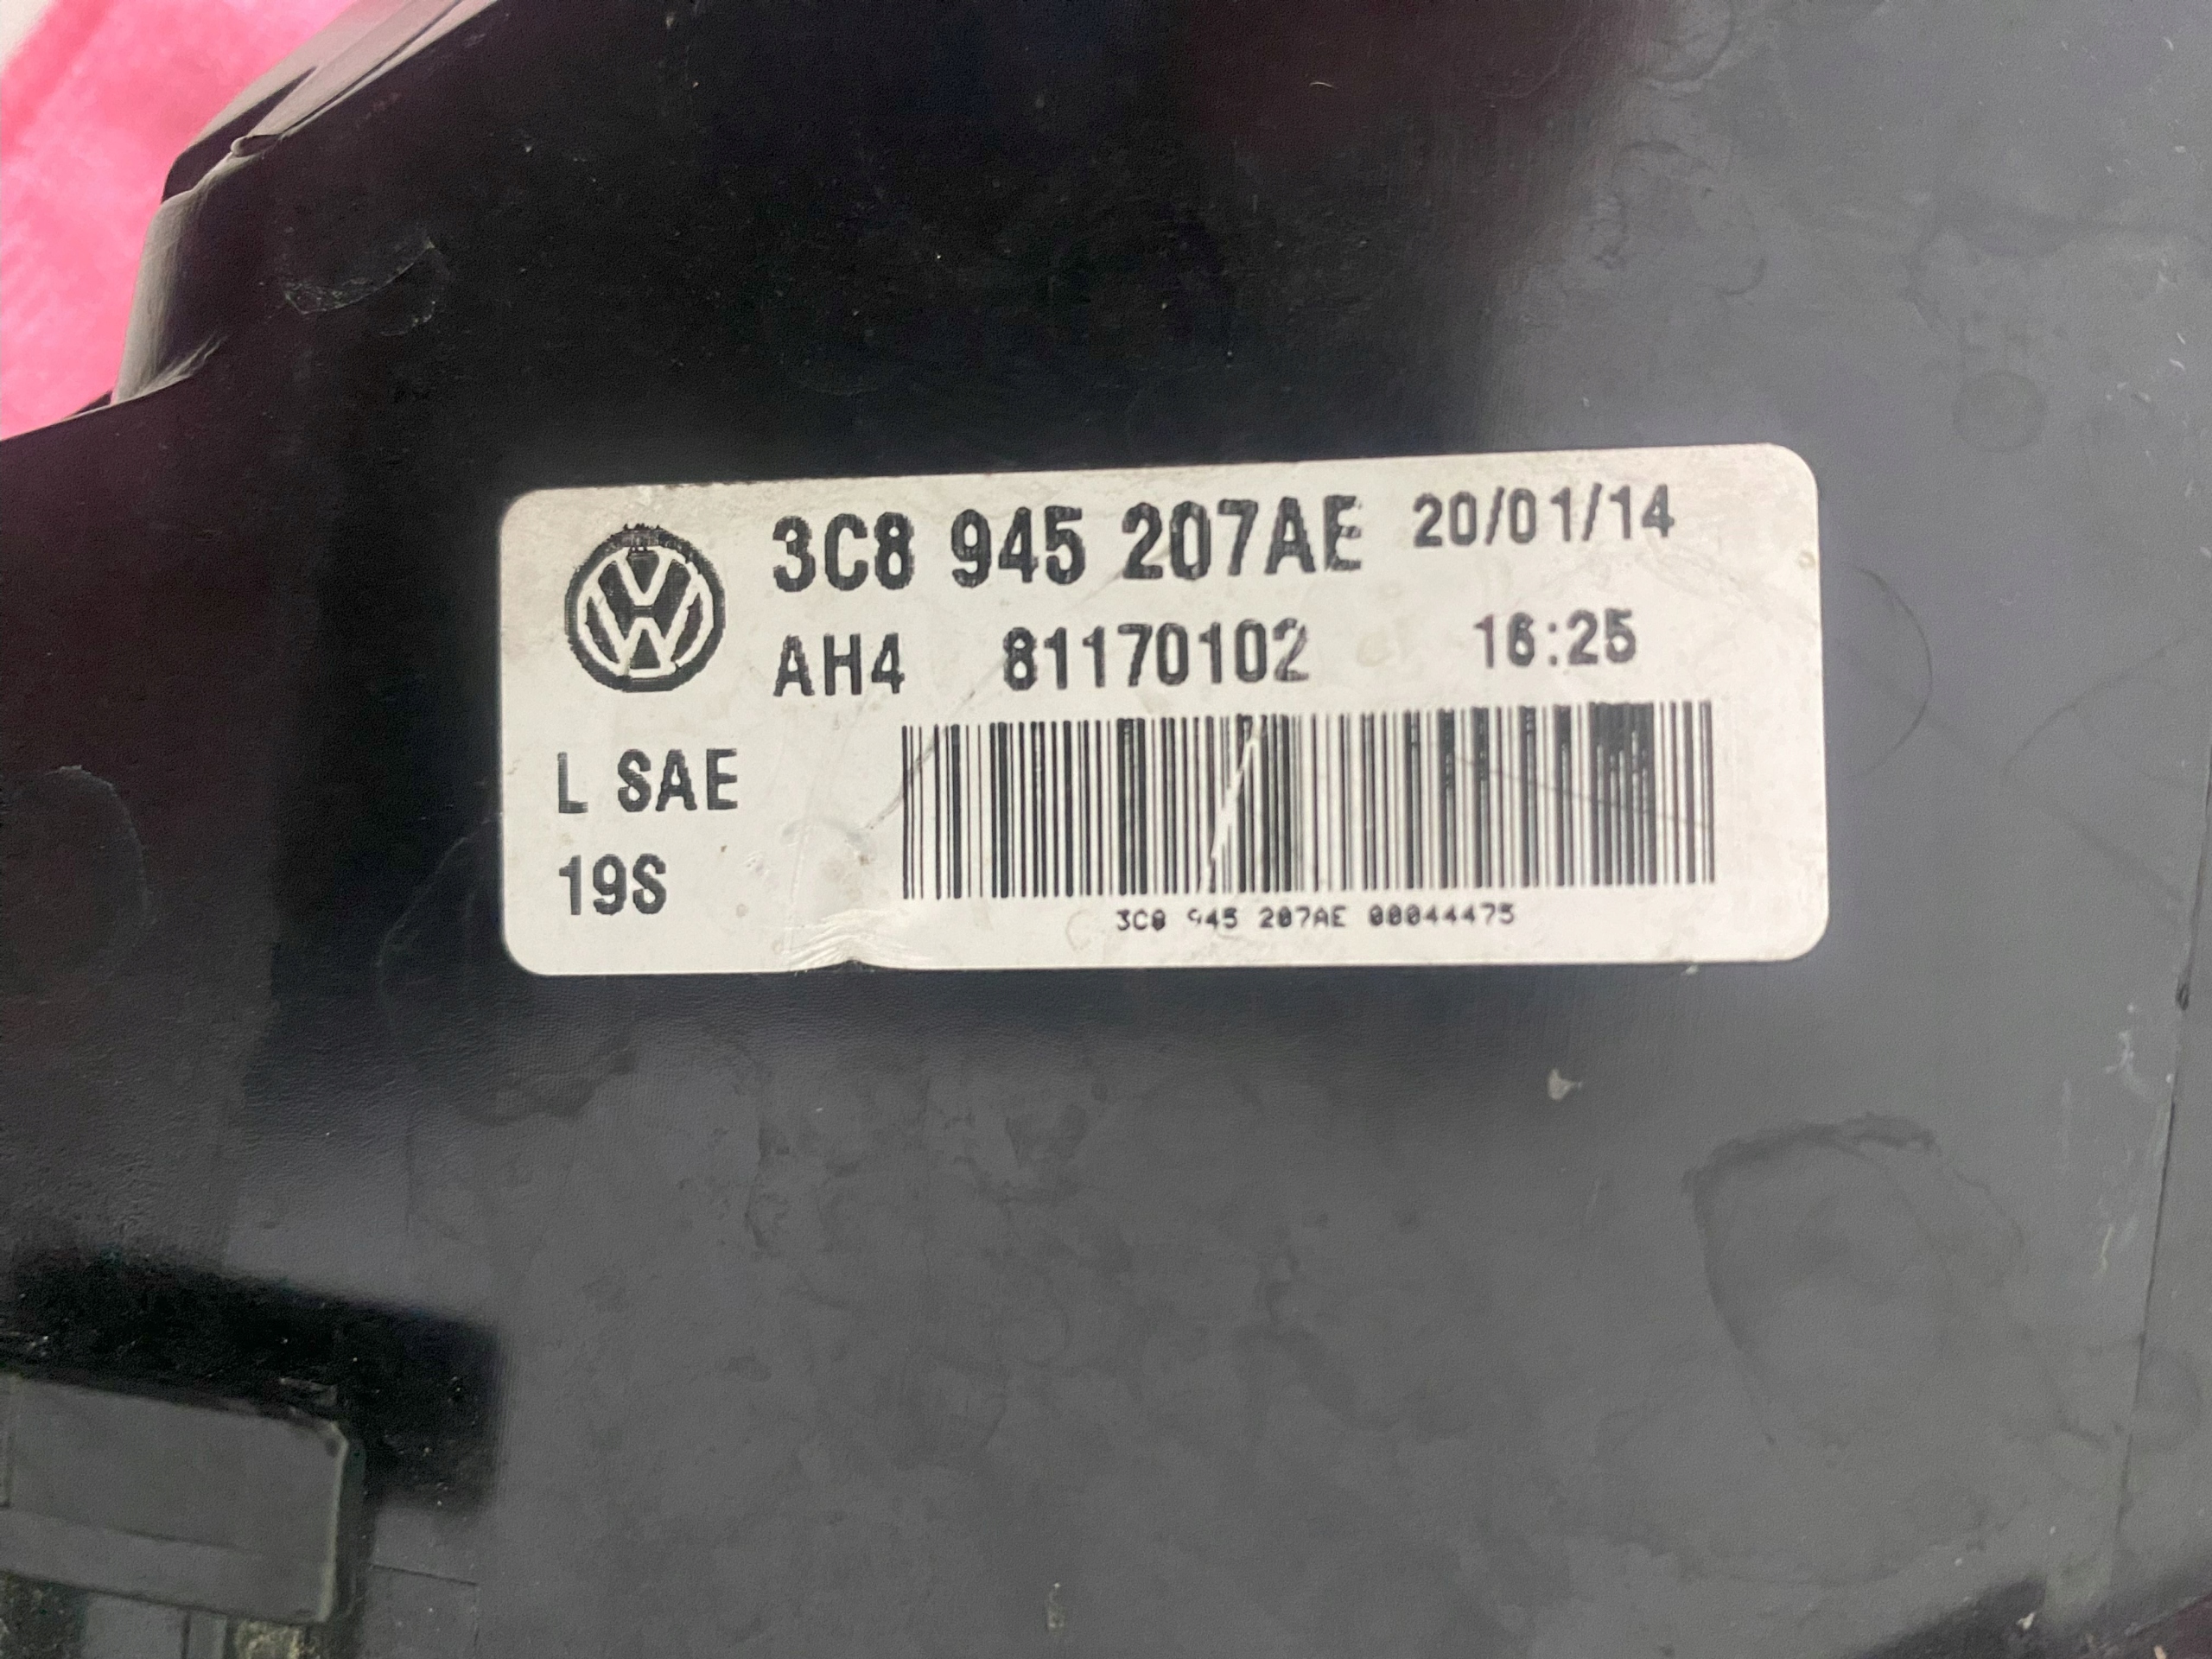 3C8 945 207AE 20/01/14
AH4 81170102 16:25
L SAE
19S
3C8 945 207AE 00044475